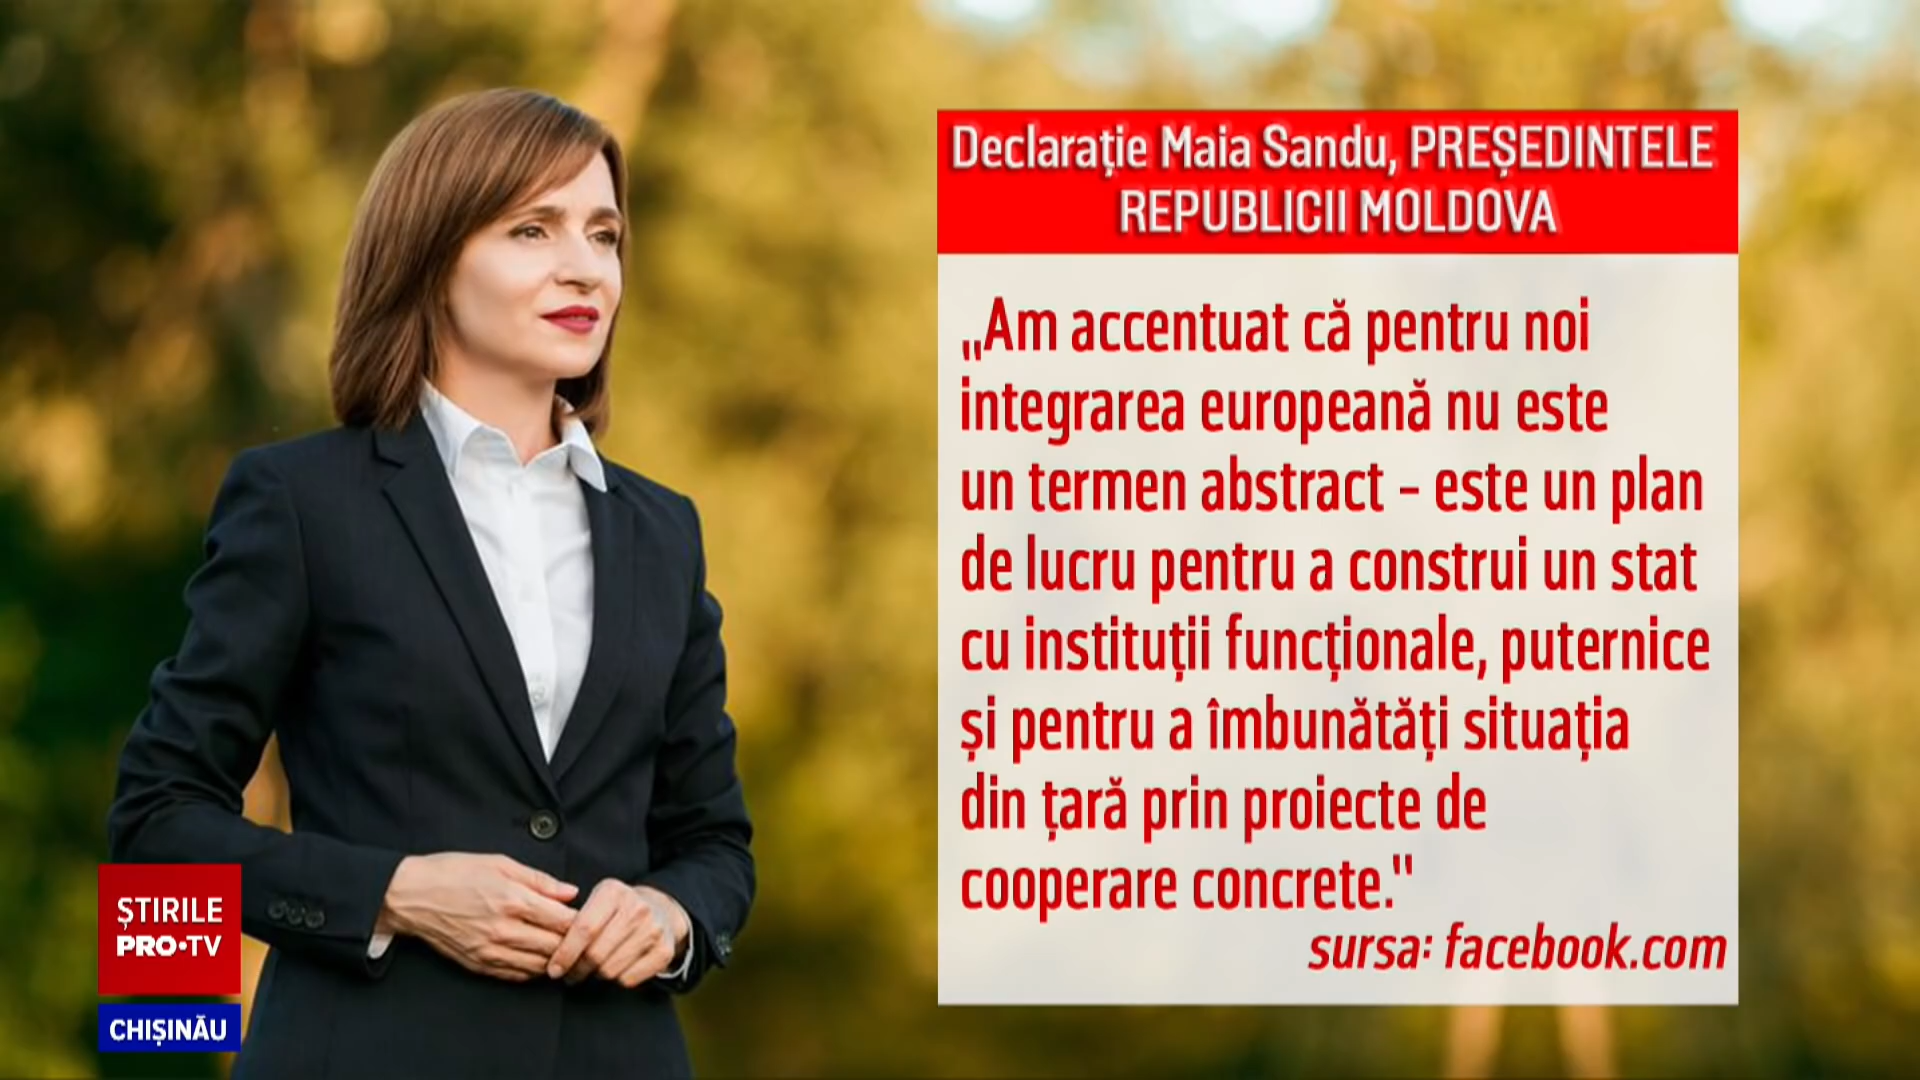 Declarație Maia Sandu, PREȘEDINTELE
REPUBLICII MOLDOVA
„Am accentuat că pentru noi
integrarea europeană nu este
un termen abstract - este un plan
de lucru pentru a construi un stat
cu instituții funcționale, puternice
și pentru a îmbunătăți situația
din țară prin proiecte de
cooperare concrete."
sursa: facebook.com
ȘTIRILE
PRO•TV
CHIȘINĂU